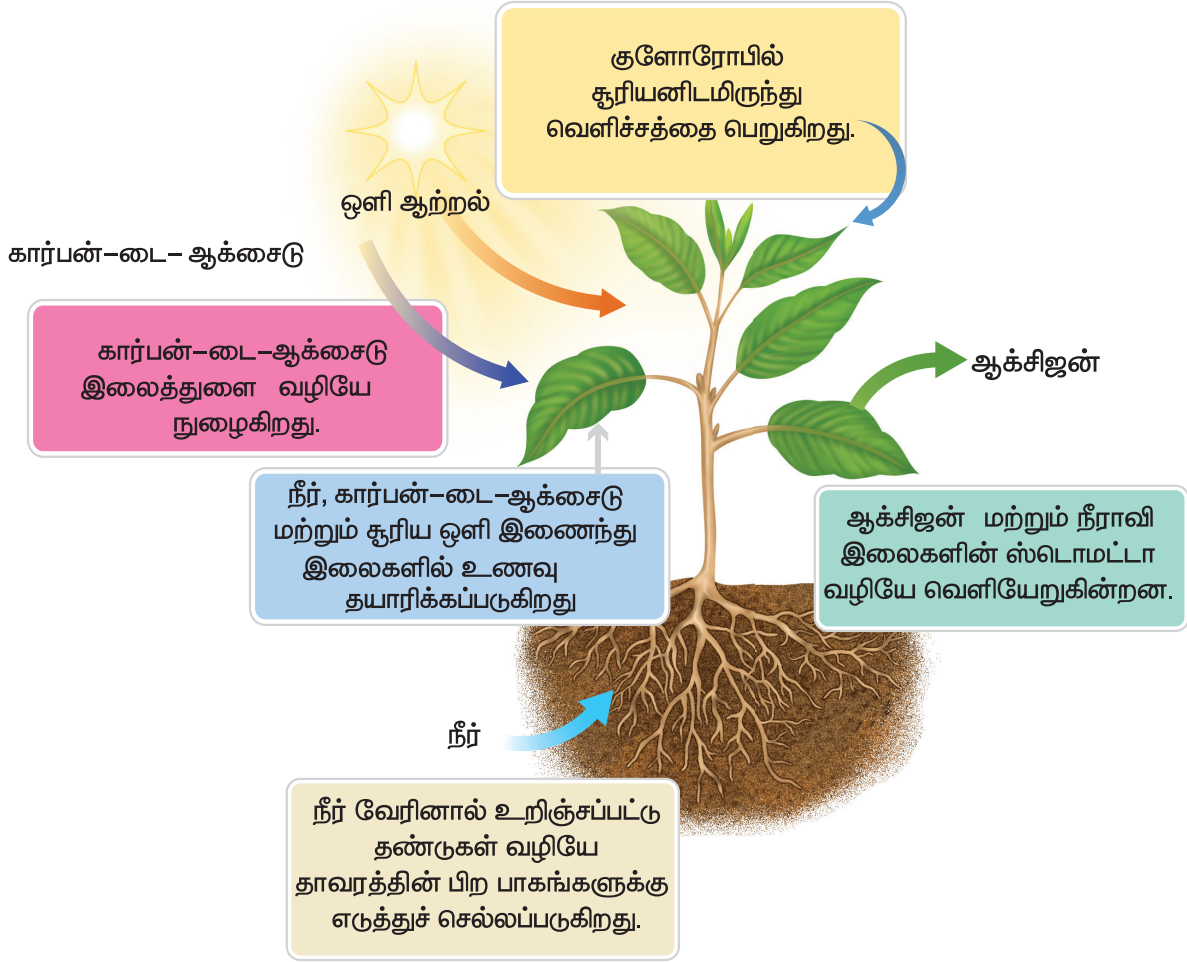 குளோரோபில்
சூரியனிடமிருந்து
வெளிச்சத்தை பெறுகிறது.
ஒளி ஆற்றல்
கார்பன்–டை– ஆக்சைடு
கார்பன்–டை–ஆக்சைடு
இலைத்துளை வழியே
நுழைகிறது.
ஆக்சிஜன்
நீர், கார்பன்–டை–ஆக்சைடு
மற்றும் சூரிய ஒளி இணைந்து
இலைகளில் உணவு
தயாரிக்கப்படுகிறது
ஆக்சிஜன் மற்றும் நீராவி
இலைகளின் ஸ்டொமட்டா
வழியே வெளியேறுகின்றன.
நீர்
நீர் வேரினால் உறிஞ்சப்பட்டு
தண்டுகள் வழியே
தாவரத்தின் பிற பாகங்களுக்கு
எடுத்துச் செல்லப்படுகிறது.